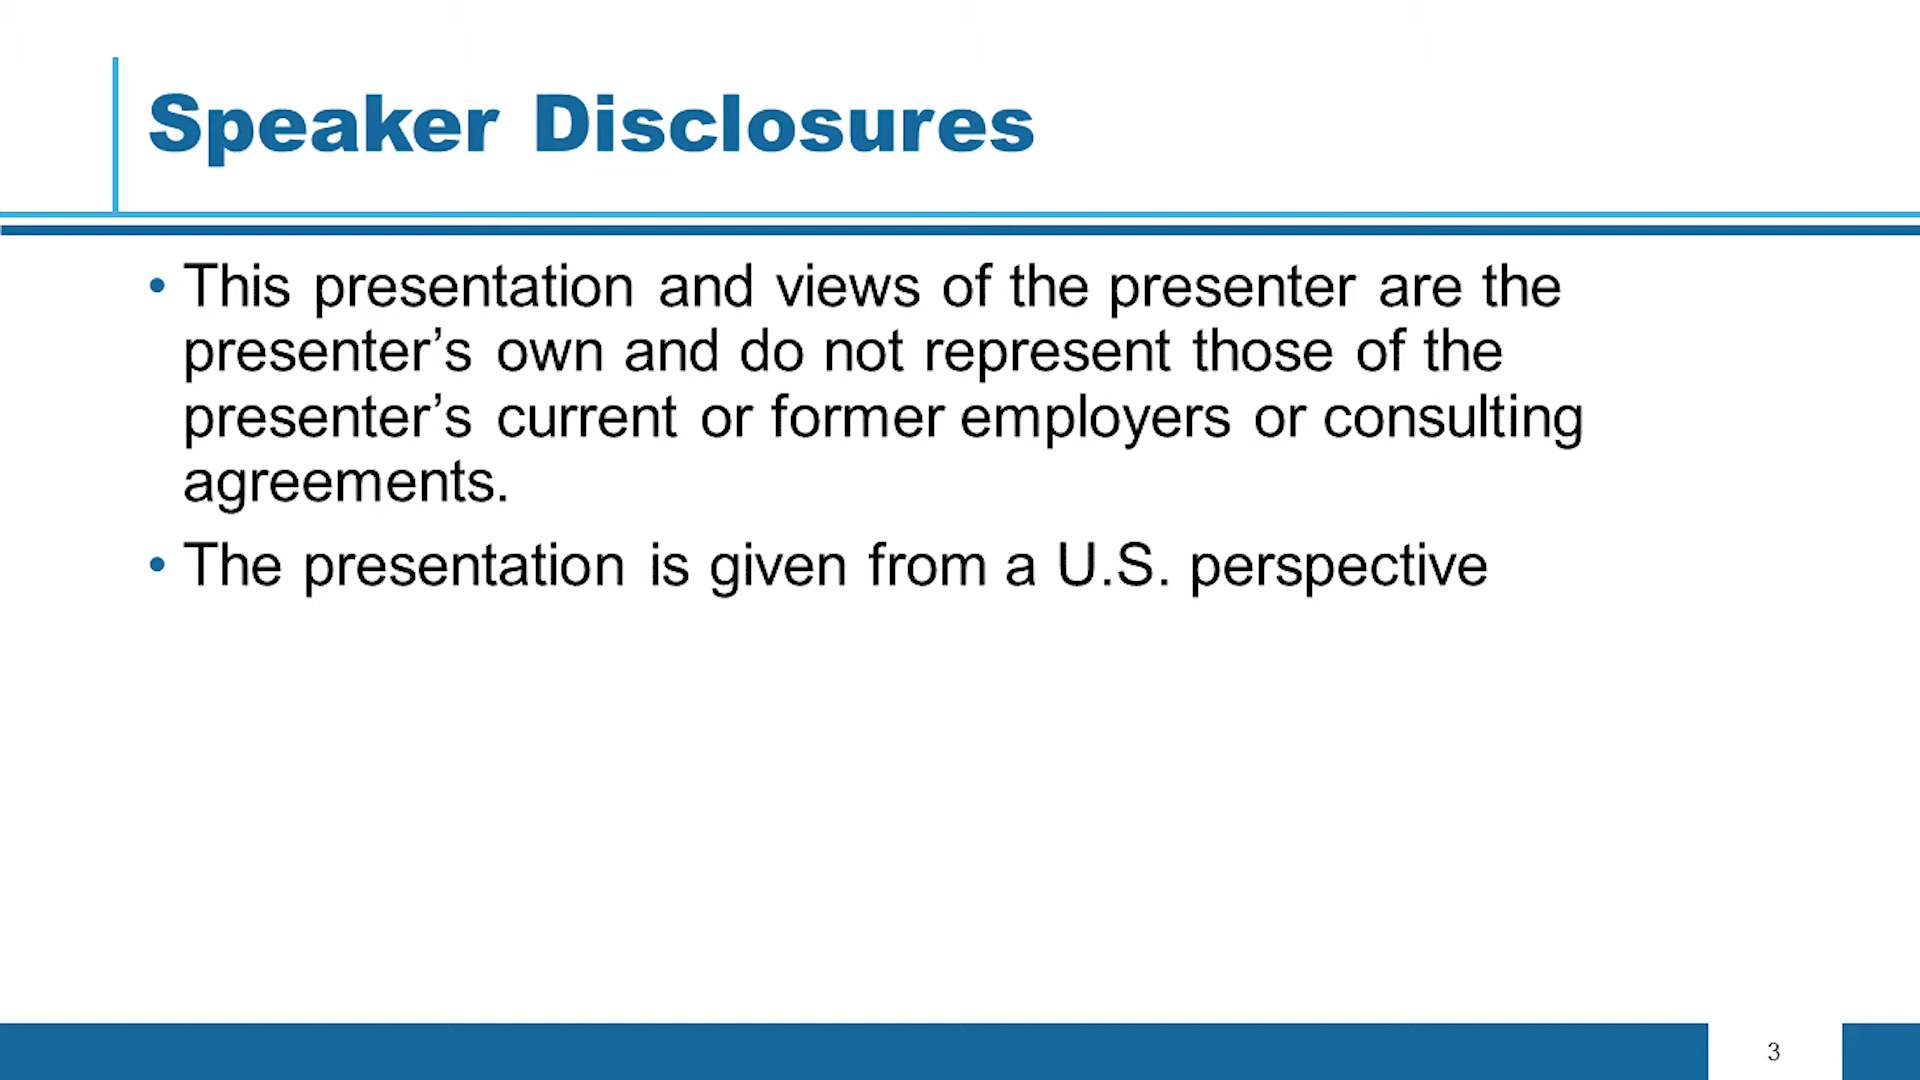 Speaker Disclosures
• This presentation and views of the presenter are the
presenter’s own and do not represent those of the
presenter’s current or former employers or consulting
agreements.
• The presentation is given from a U.S. perspective
3